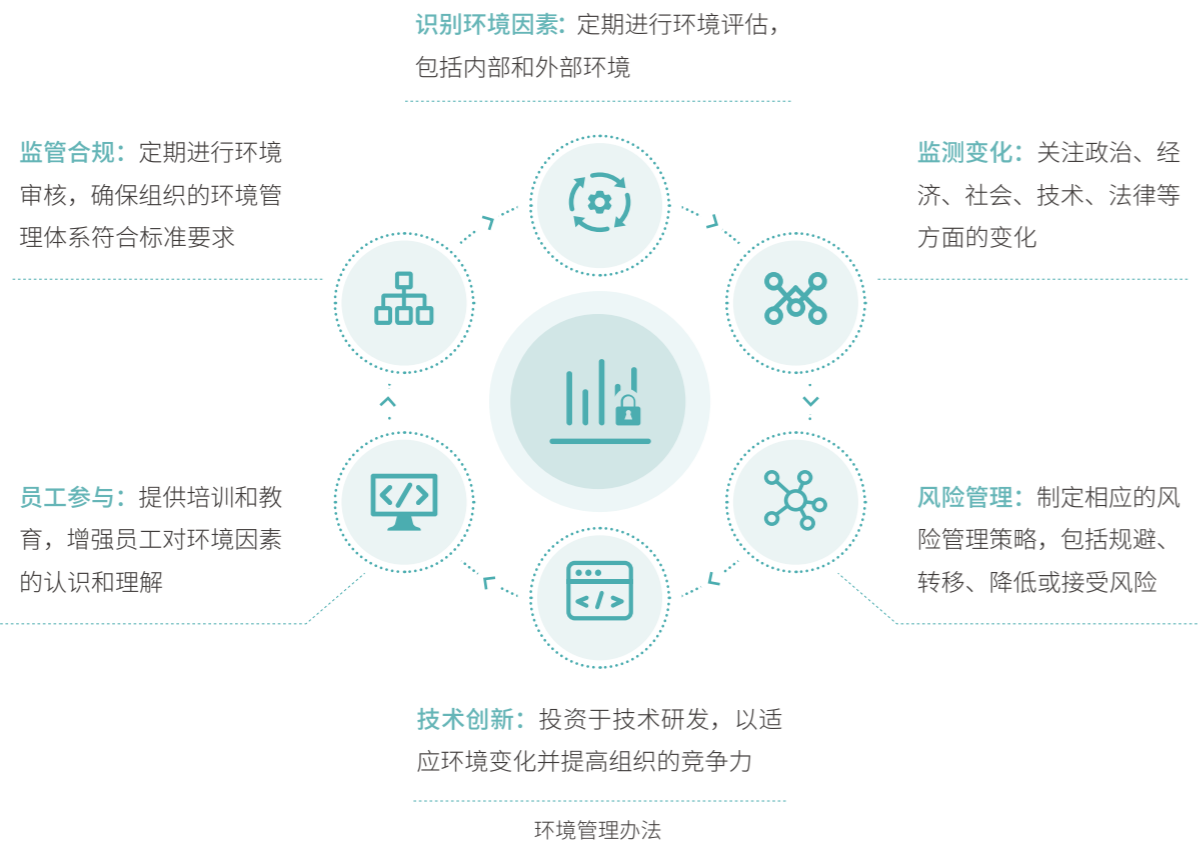 识别环境因素：定期进行环境评估，
包括内部和外部环境
监管合规：定期进行环境
审核，确保组织的环境管
理体系符合标准要求
监测变化：关注政治、经
济、社会、技术、法律等
方面的变化
员工参与：提供培训和教
育，增强员工对环境因素
的认识和理解
风险管理：制定相应的风
险管理策略，包括规避、
转移、降低或接受风险
技术创新：投资于技术研发，以适
应环境变化并提高组织的竞争力
环境管理办法